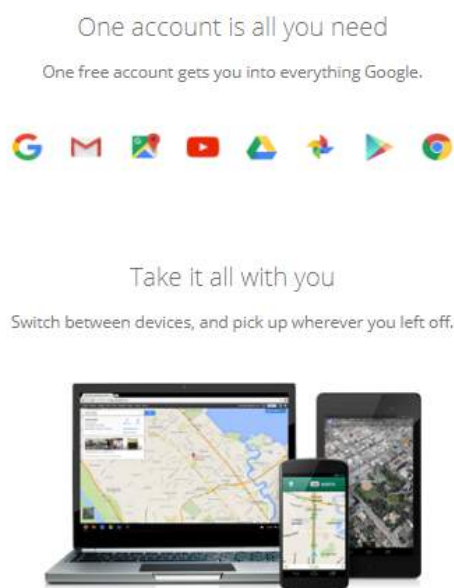 One account is all you need
One free account gets you into everything Google.
Take it all with you
Switch between devices, and pick up wherever you left off.